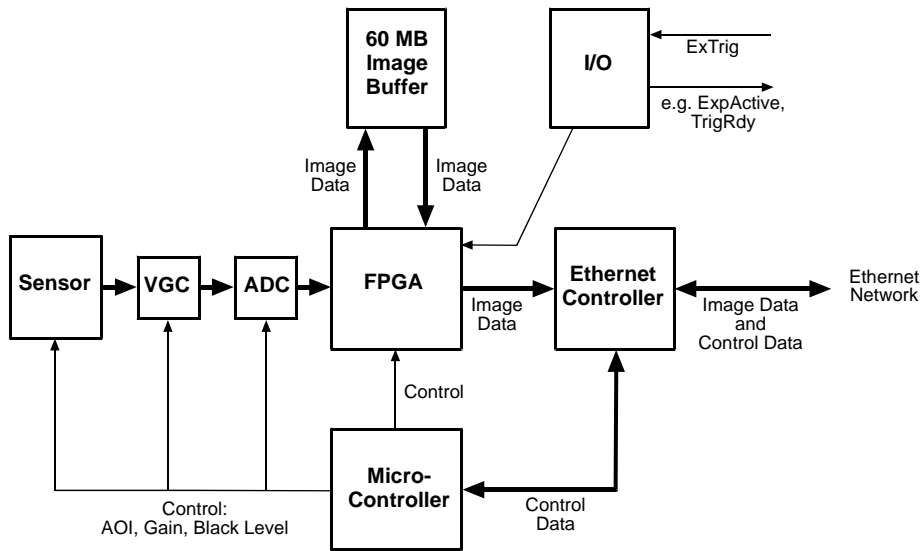 60 MB
Image
Buffer
I/O
ExTrig
e.g. ExpActive,
TrigRdy
Image
Data
Image
Data
Sensor
VGC
ADC
FPGA
Image
Data
Ethernet
Controller
Image Data
and
Control Data
Ethernet
Network
Control
Micro-
Controller
Control:
AOI, Gain, Black Level
Control
Data